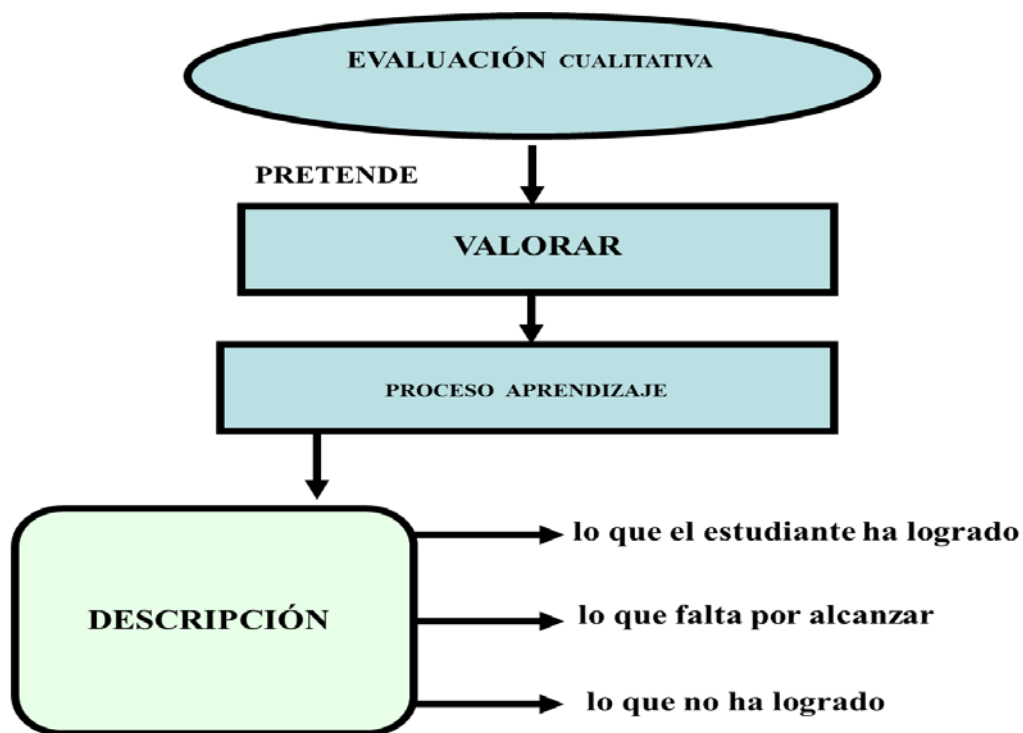 EVALUACIÓN CUALITATIVA
PRETENDE
VALORAR
PROCESO APRENDIZAJE
DESCRIPCIÓN
lo que el estudiante ha logrado
lo que falta por alcanzar
lo que no ha logrado